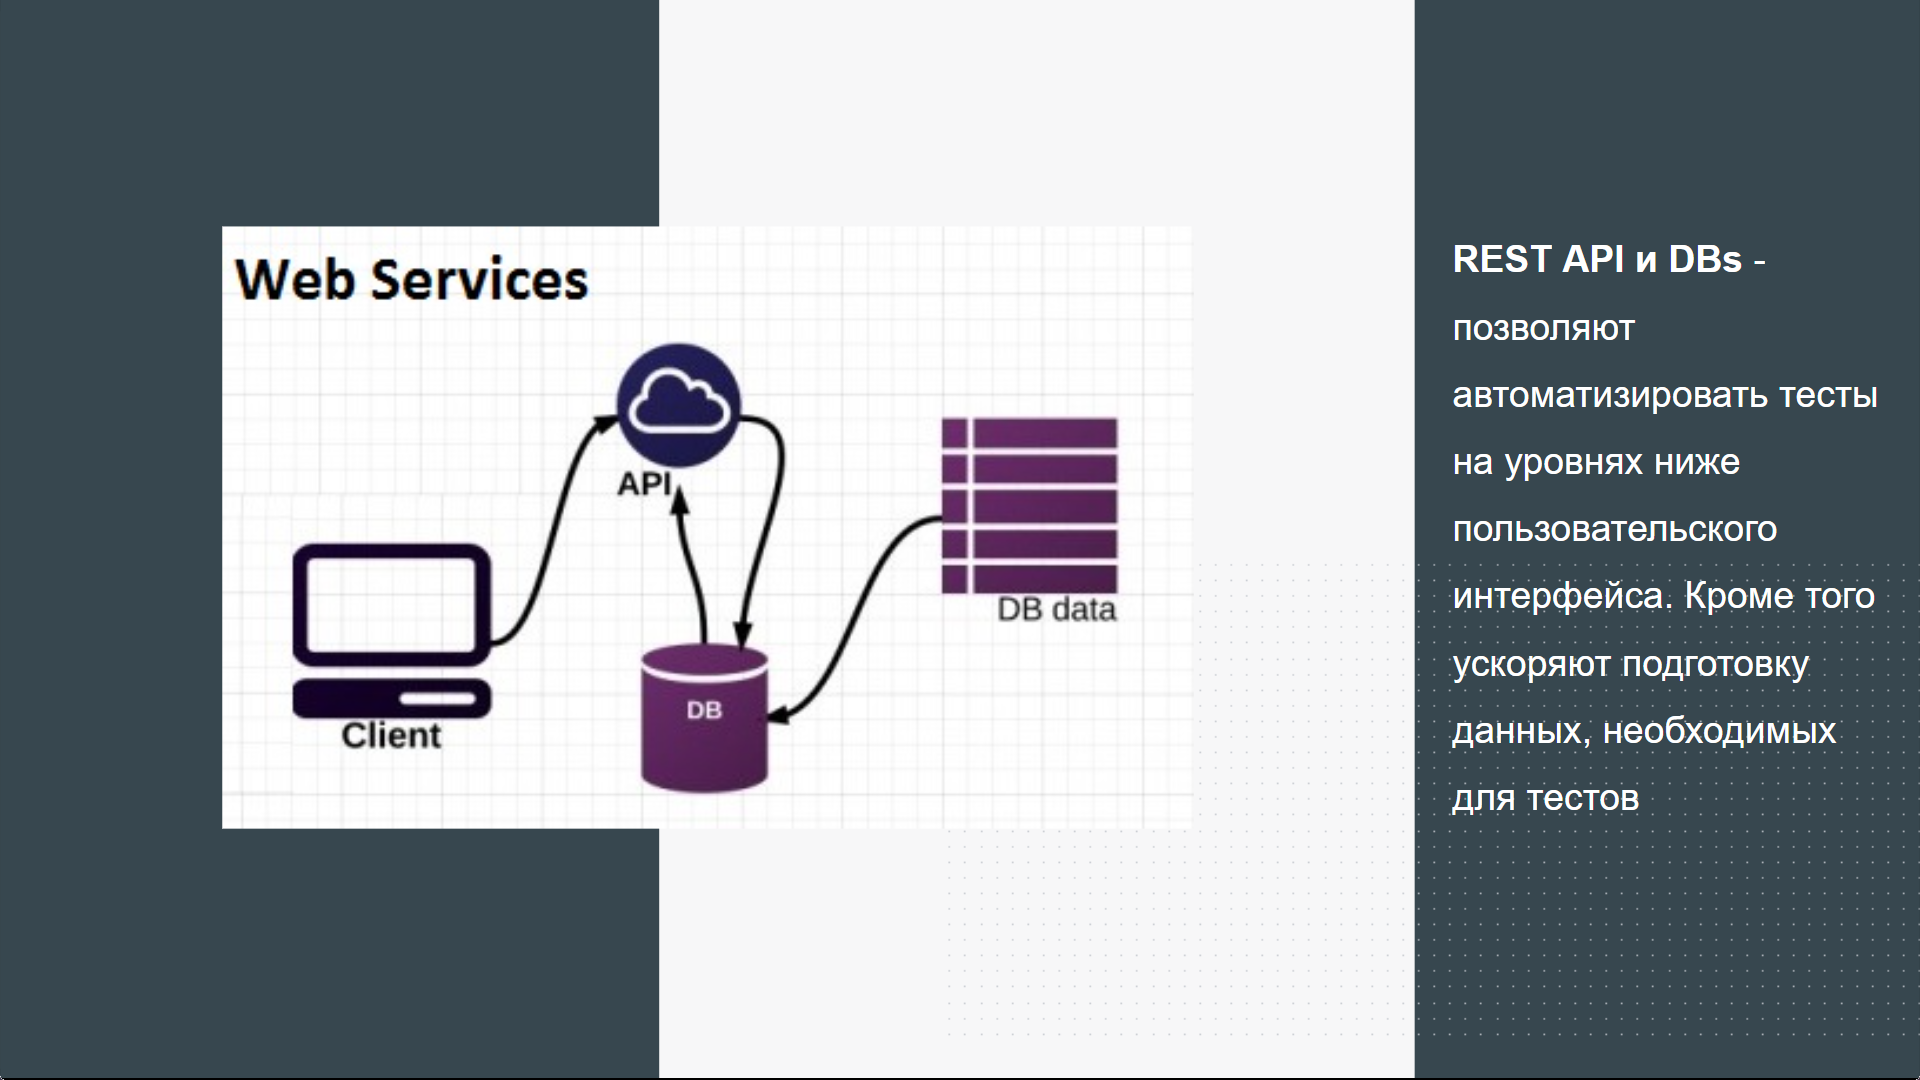 Web Services
API
DB data
DB
Client
REST API и DBs -
позволяют
автоматизировать тесты
на уровнях ниже
пользовательского
интерфейса. Кроме того
ускоряют подготовку
данных, необходимых
для тестов